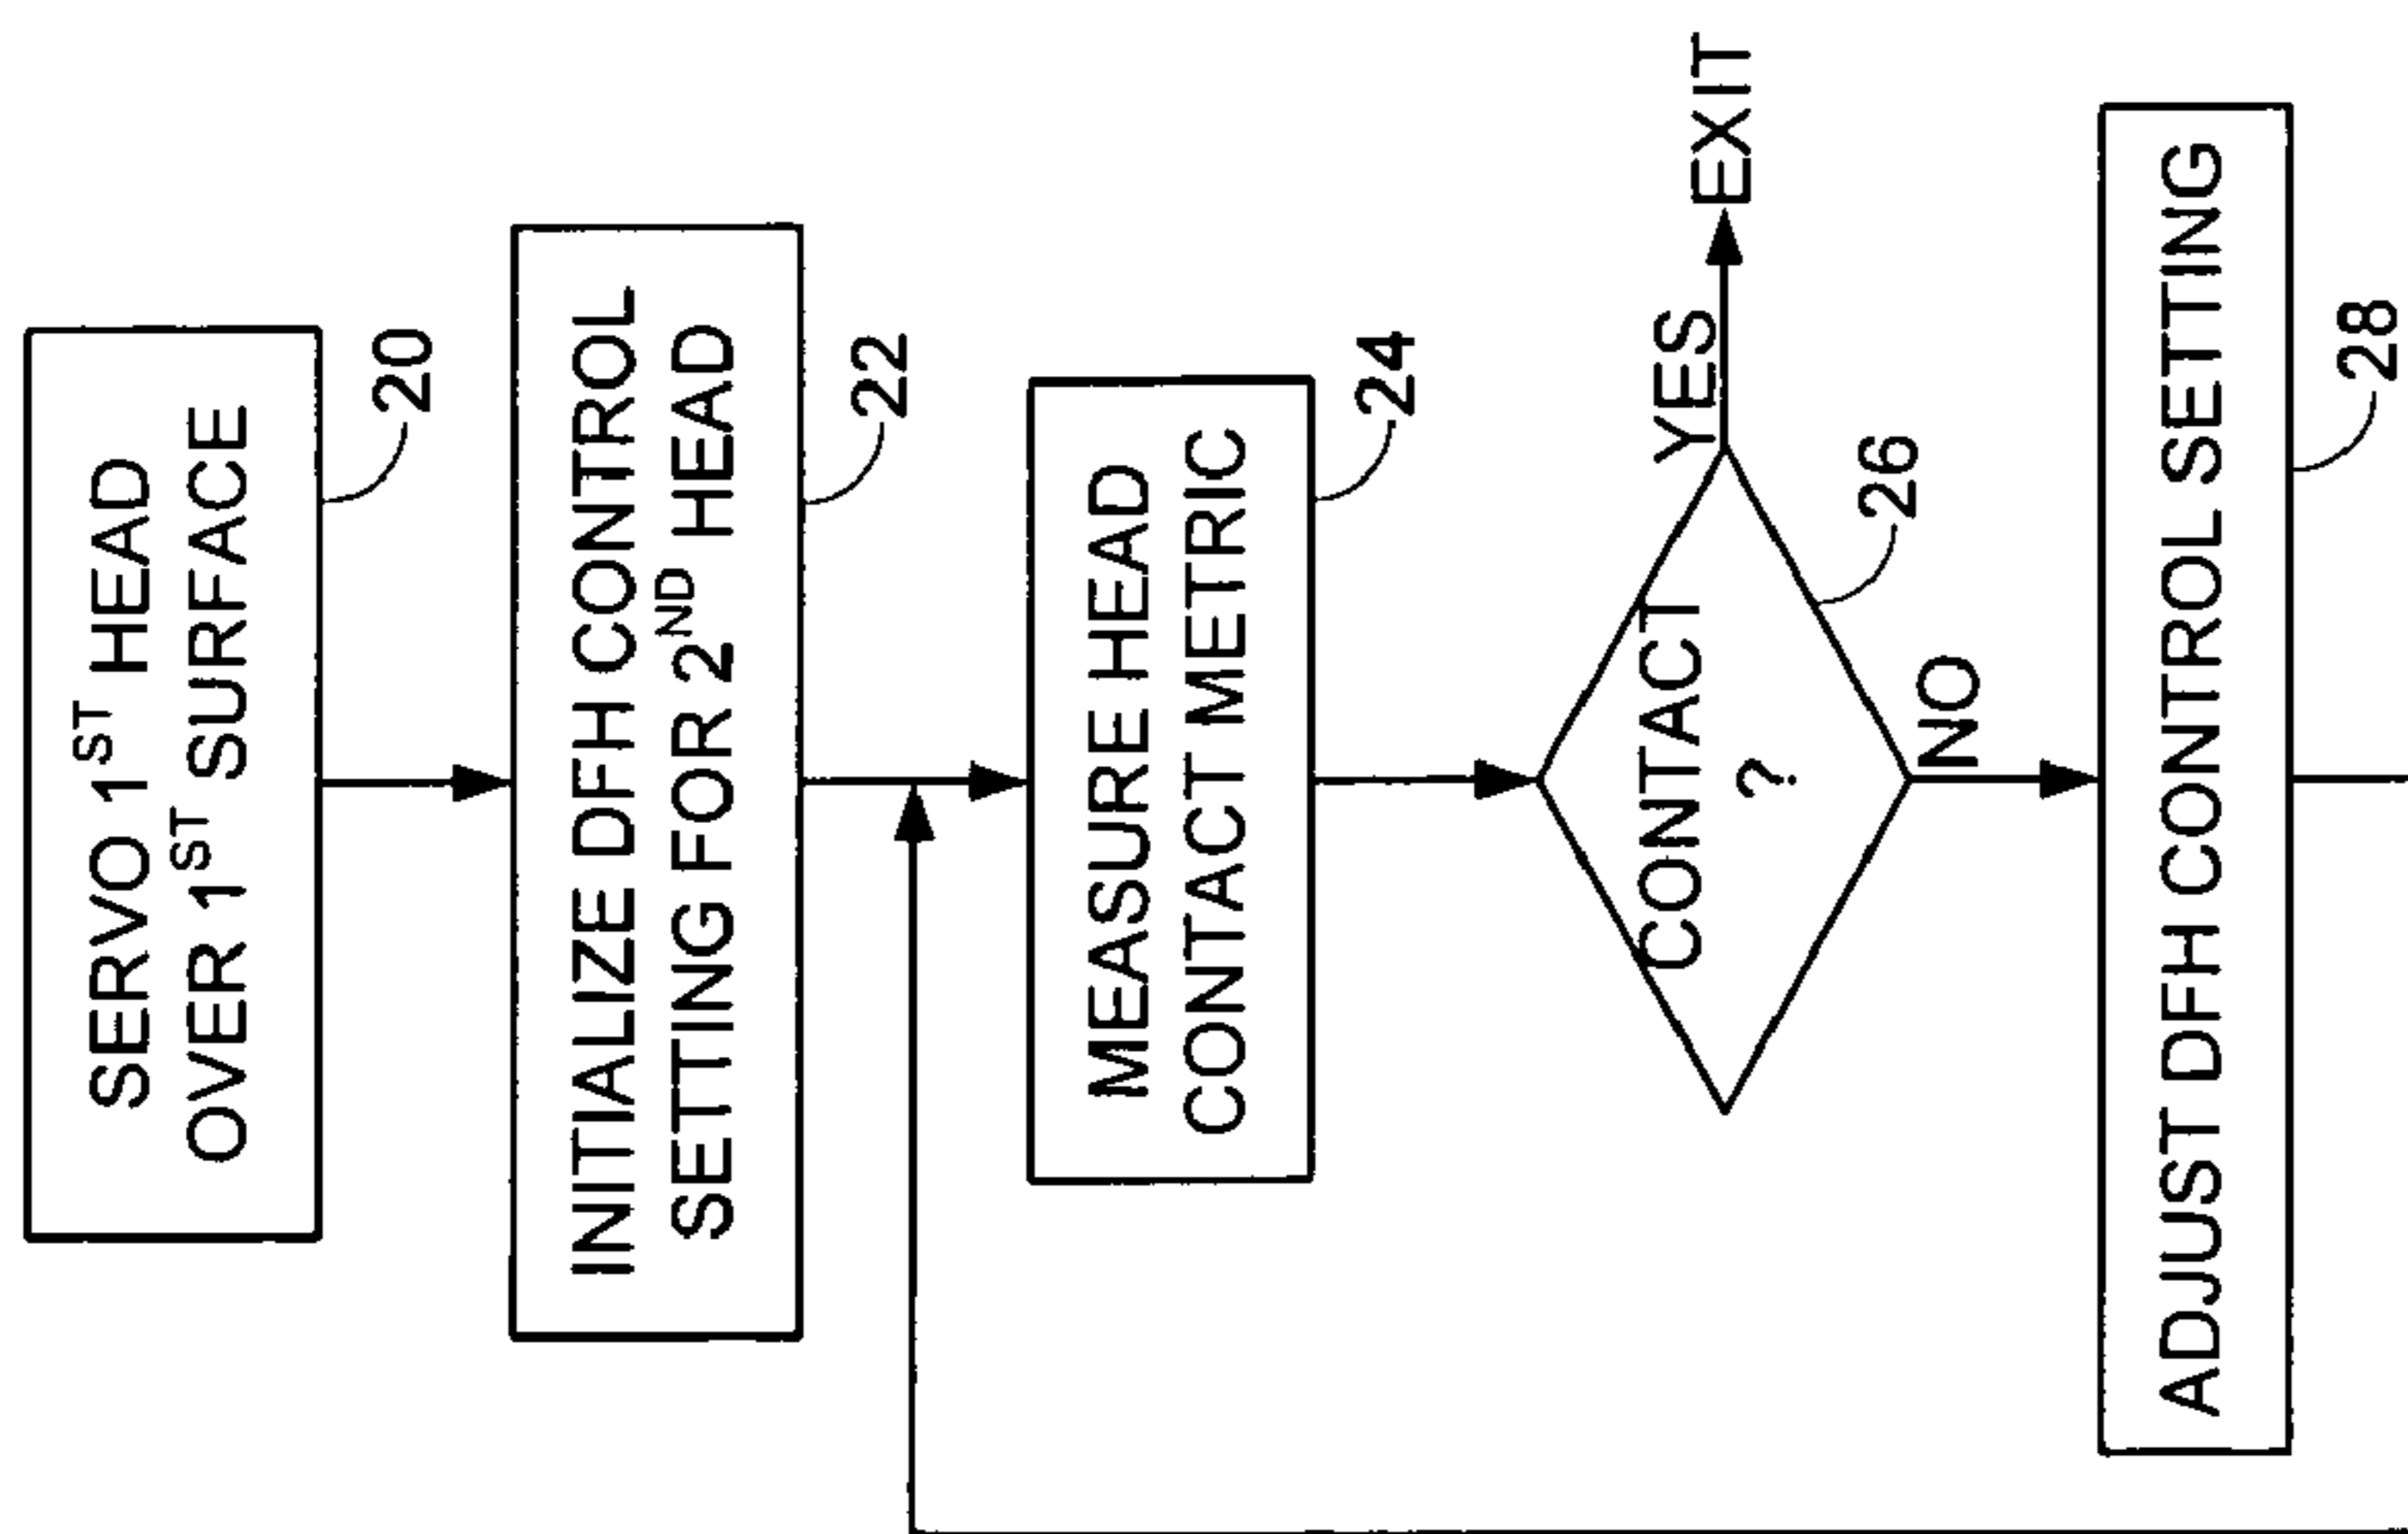 SERVO 1ST HEAD
OVER 1ST SURFACE
20
INITIALIZE DFH CONTROL
SETTING FOR 2ND HEAD
22
MEASURE HEAD
CONTACT METRIC
24
CONTACT
?
26
YES
EXIT
NO
ADJUST DFH CONTROL SETTING
28